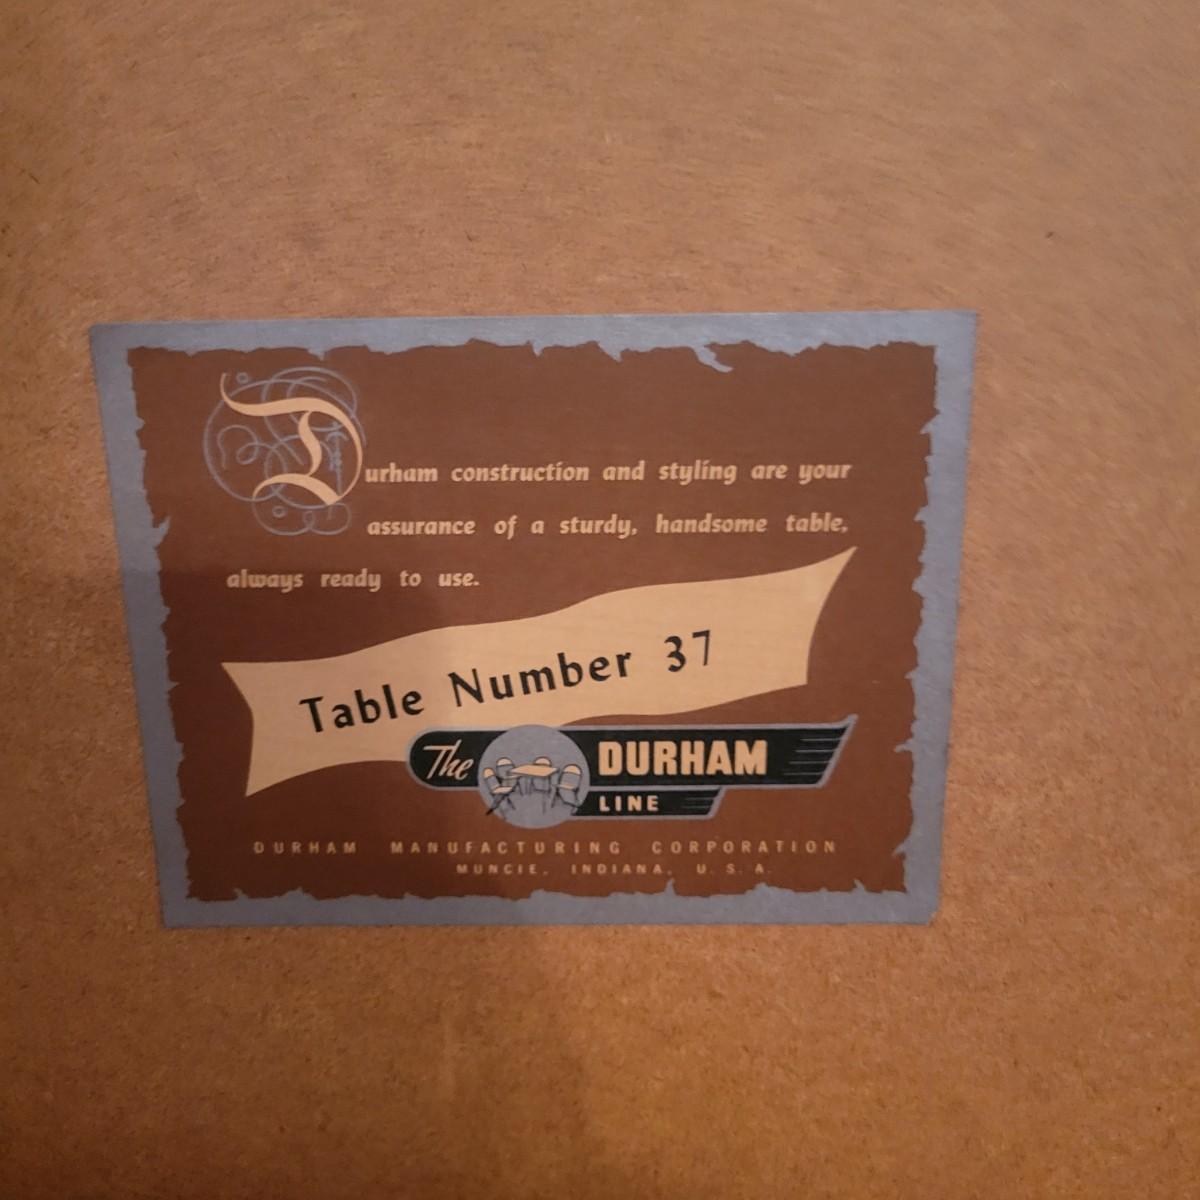 Durham construction and styling are your
assurance of a sturdy, handsome table,
always ready to use.
Table Number 37
The DURHAM
LINE
DURHAM MANUFACTURING CORPORATION
MUNCIE, INDIANA, U. S. A.